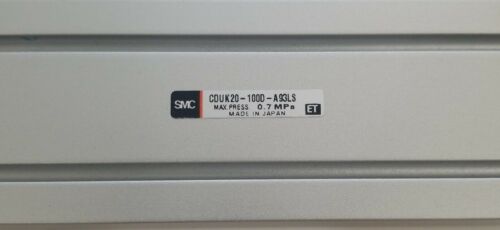 SMC
CDUK20-100D-A93LS
MAX.PRESS. 0.7 MPa
MADE IN JAPAN
ET